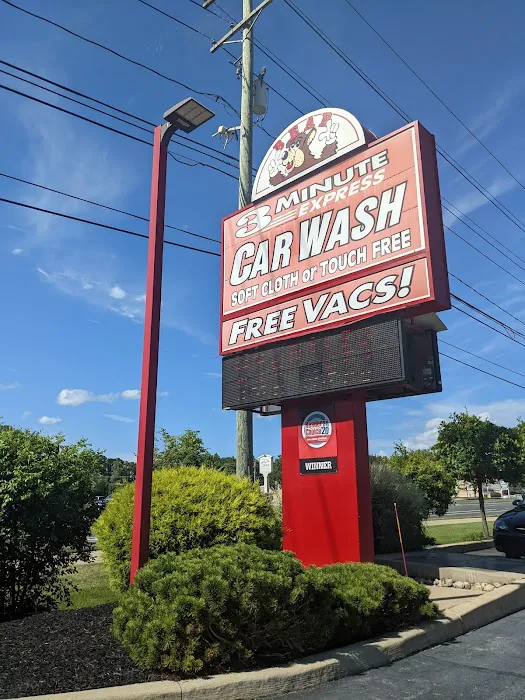 3 MINUTE
EXPRESS
CAR WASH
SOFT CLOTH or TOUCH FREE
FREE VACS!
WINNER